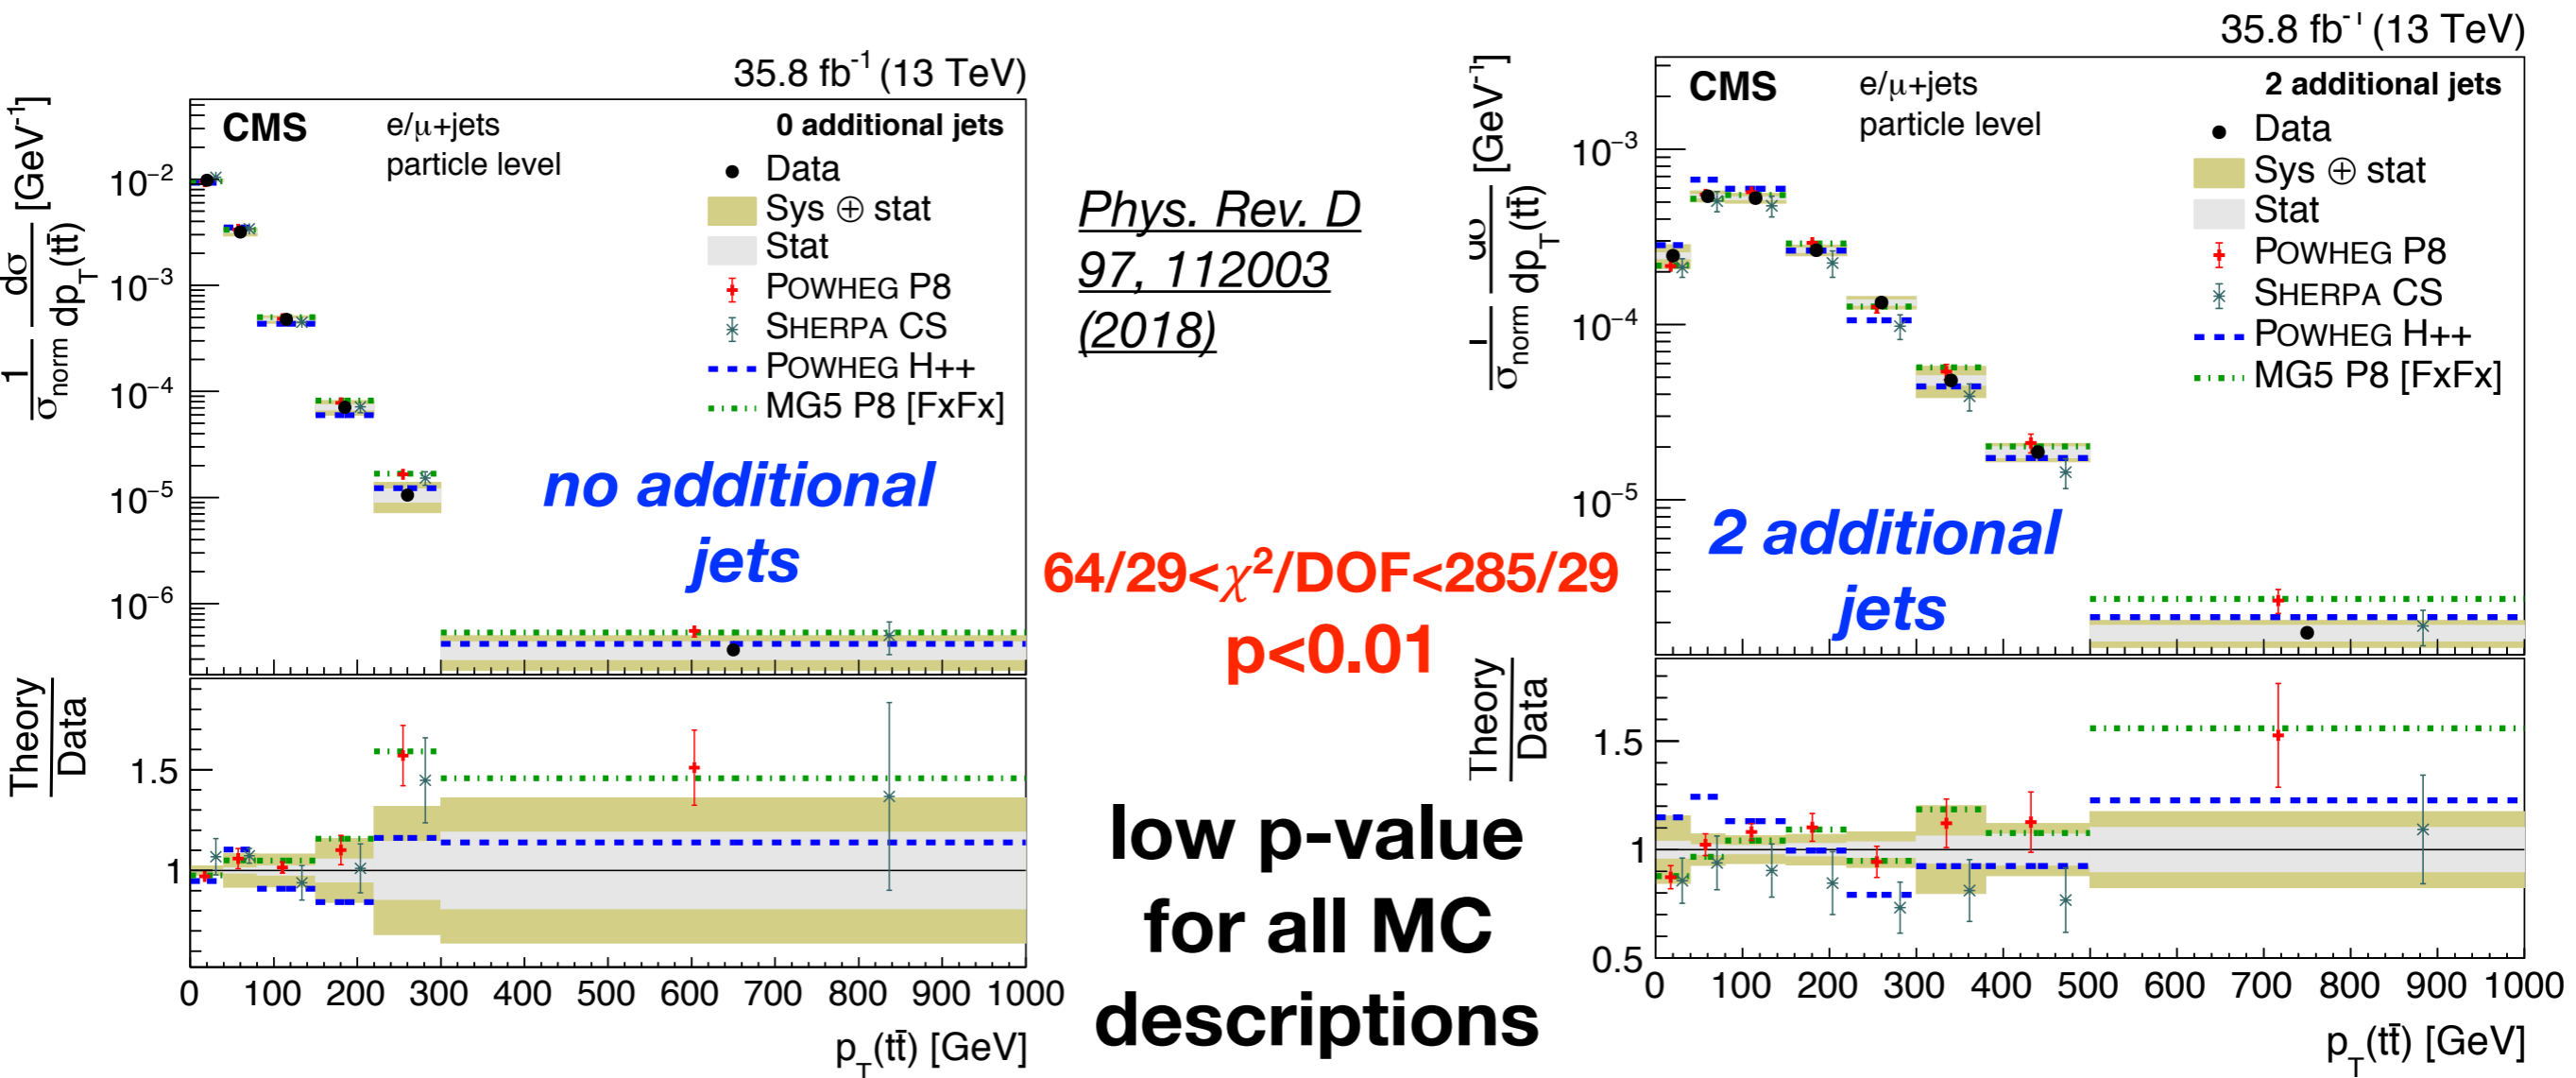 35.8 fb⁻¹ (13 TeV)
CMS
e/μ+jets
particle level
0 additional jets
Data
Sys ⊕ stat
Stat
POWHEG P8
SHERPA CS
POWHEG H++
MG5 P8 [FxFx]
1/σ_norm dσ/dp_T(tt̄) [GeV⁻¹]
10⁻²
10⁻³
10⁻⁴
10⁻⁵
10⁻⁶
no additional
jets
Theory
Data
1.5
1
0 100 200 300 400 500 600 700 800 900 1000
p_T(tt̄) [GeV]
Phys. Rev. D
97, 112003
(2018)
64/29<χ²/DOF<285/29
p<0.01
low p-value
for all MC
descriptions
35.8 fb⁻¹ (13 TeV)
CMS
e/μ+jets
particle level
2 additional jets
Data
Sys ⊕ stat
Stat
POWHEG P8
SHERPA CS
POWHEG H++
MG5 P8 [FxFx]
σ_norm dσ/dp_T(tt̄) [GeV⁻¹]
10⁻³
10⁻⁴
10⁻⁵
2 additional
jets
Theory
Data
1.5
1
0.5
0 100 200 300 400 500 600 700 800 900 1000
p_T(tt̄) [GeV]